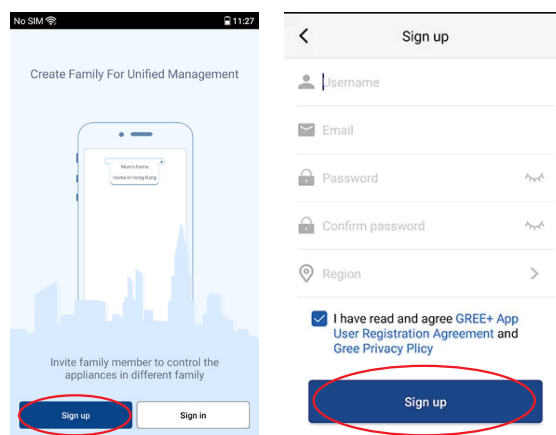 No SIM
11:27
Create Family For Unified Management
Mum's home
Home in Hong Kong
Invite family member to control the
appliances in different family
Sign up
Sign in
Sign up
Username
Email
Password
Confirm password
Region
I have read and agree GREE+ App
User Registration Agreement and
Gree Privacy Plicy
Sign up